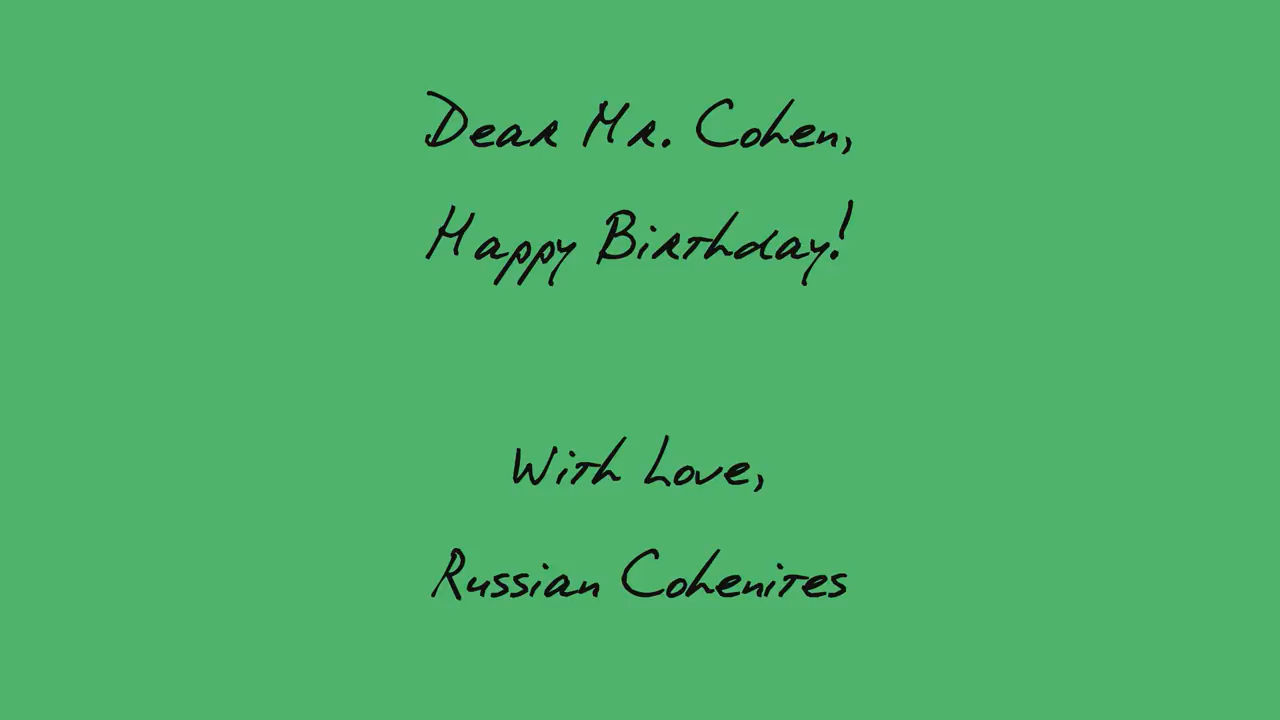 Dear Mr. Cohen,
Happy Birthday!
With Love,
Russian Cohenites